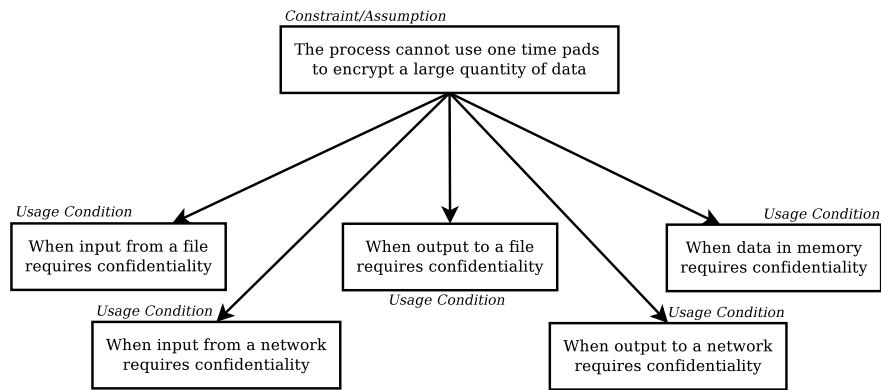 Constraint/Assumption
The process cannot use one time pads
to encrypt a large quantity of data
Usage Condition
When input from a file
requires confidentiality
When output to a file
requires confidentiality
Usage Condition
Usage Condition
When data in memory
requires confidentiality
Usage Condition
When input from a network
requires confidentiality
Usage Condition
When output to a network
requires confidentiality